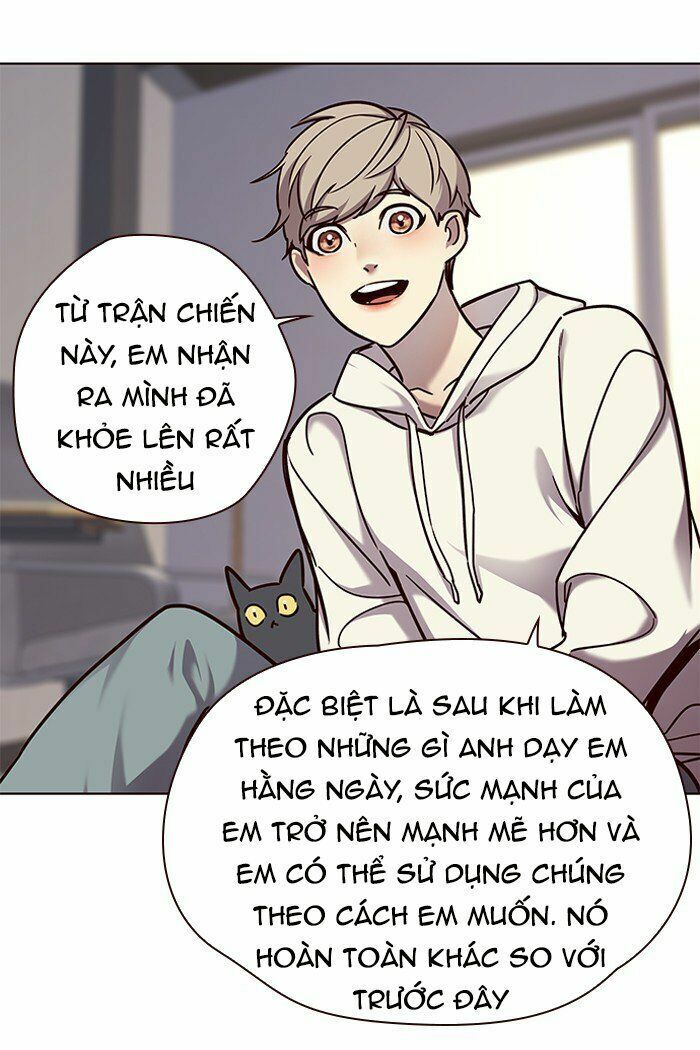 TỪ TRẬN CHIẾN
NÀY, EM NHẬN
RA MÌNH ĐÃ
KHỎE LÊN RẤT
NHIỀU
ĐẶC BIỆT LÀ SAU KHI LÀM
THEO NHỮNG GÌ ANH DẠY EM
HẰNG NGÀY, SỨC MẠNH CỦA
EM TRỞ NÊN MẠNH MẼ HƠN VÀ
EM CÓ THỂ SỬ DỤNG CHÚNG
THEO CÁCH EM MUỐN. NÓ
HOÀN TOÀN KHÁC SO VỚI
TRƯỚC ĐÂY